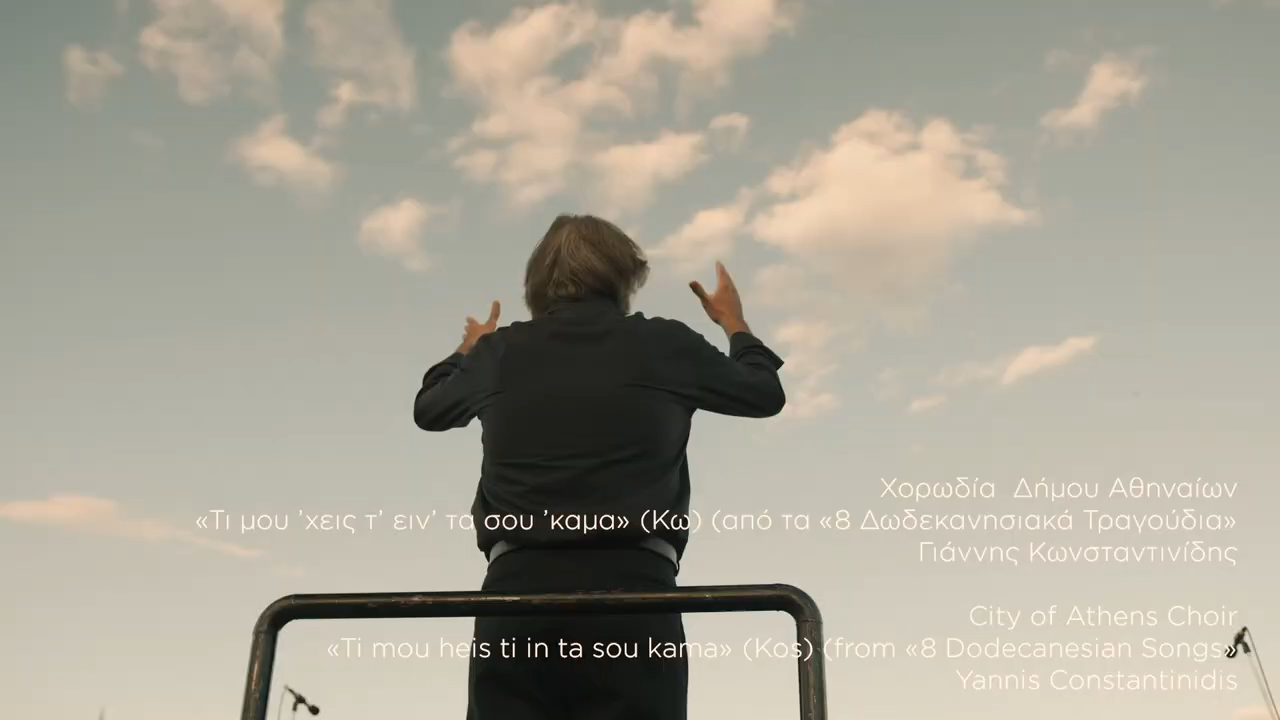 Χορωδία Δήμου Αθηναίων
«Τι μου ’χεις τ’ ειν’ τα σου ’καμα» (Κω) (από τα «8 Δωδεκανησιακά Τραγούδια»
Γιάννης Κωνσταντινίδης
City of Athens Choir
«Ti mou heis ti in ta sou kama» (Kos) (from «8 Dodecanesian Songs»
Yannis Constantinidis